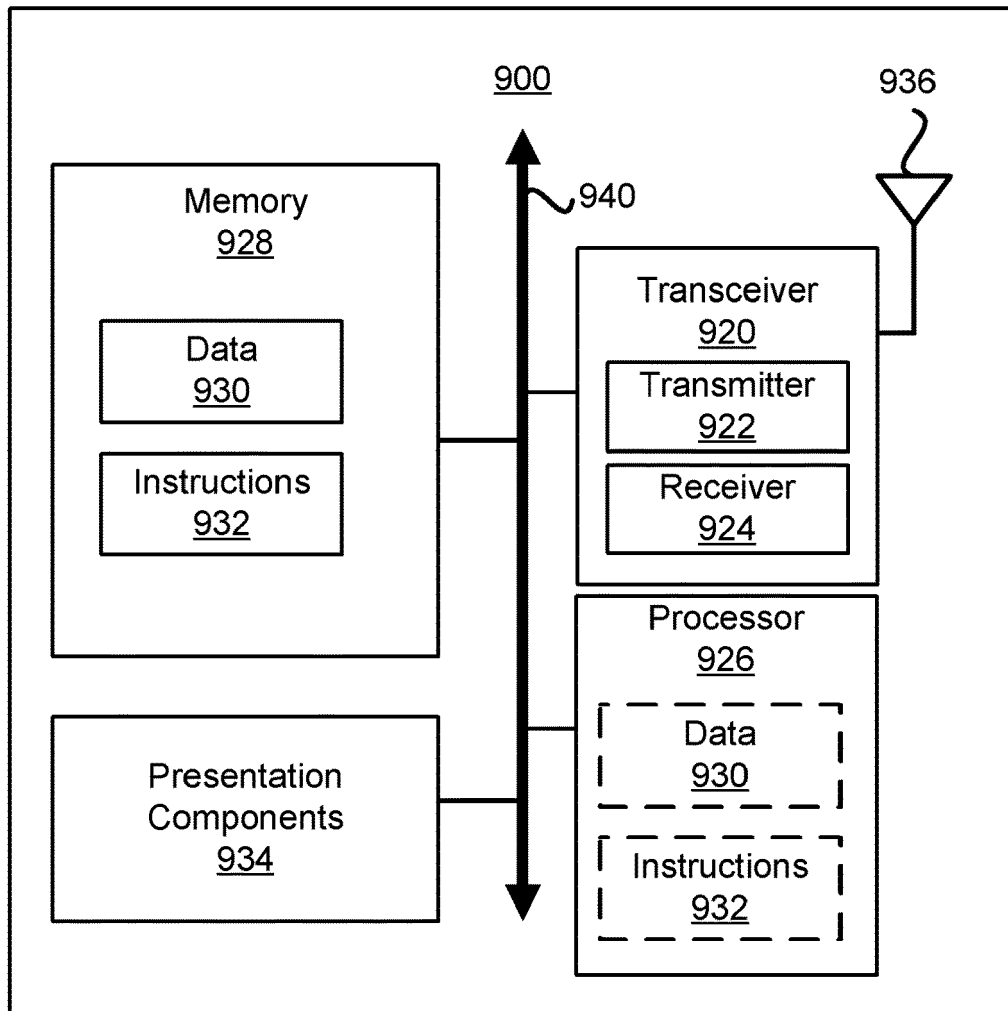 900
936
940
Memory
928
Data
930
Instructions
932
Transceiver
920
Transmitter
922
Receiver
924
Presentation
Components
934
Processor
926
Data
930
Instructions
932